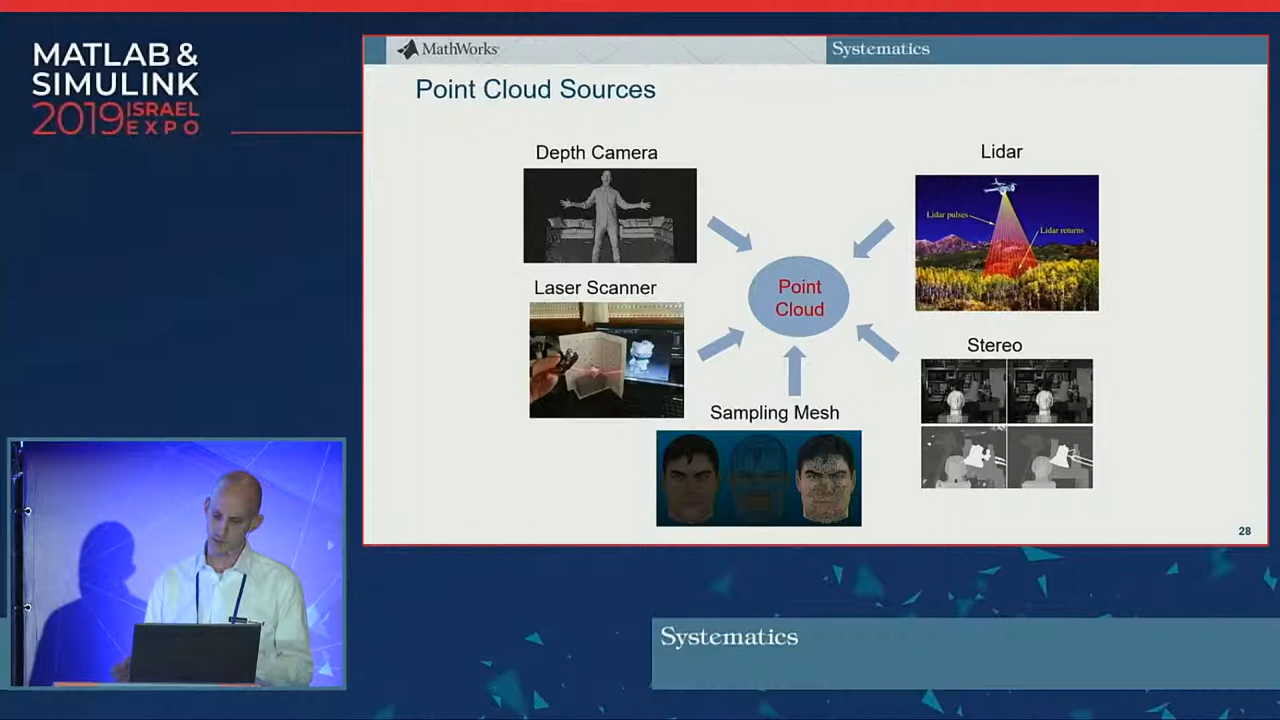 MATLAB &
SIMULINK
2019 ISRAEL
EXPO
MathWorks
Systematics
Point Cloud Sources
Depth Camera
Lidar
Lidar pulses
Lidar returns
Laser Scanner
Point
Cloud
Stereo
Sampling Mesh
28
Systematics